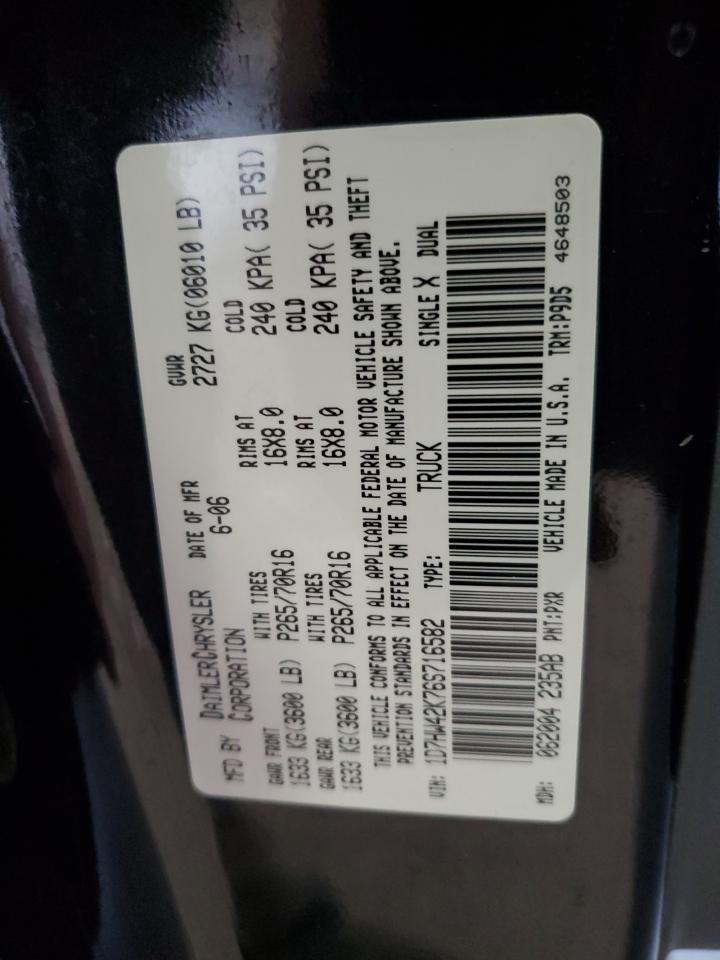 MFD BY DAIMLERCHRYSLER DATE OF MFR GVWR
CORPORATION 6-06 2727 KG(06010 LB)
GAWR FRONT WITH TIRES RIMS AT COLD
1633 KG(3600 LB) P265/70R16 16X8.0 240 KPA( 35 PSI)
GAWR REAR WITH TIRES RIMS AT COLD
1633 KG(3600 LB) P265/70R16 16X8.0 240 KPA( 35 PSI)
THIS VEHICLE CONFORMS TO ALL APPLICABLE FEDERAL MOTOR VEHICLE SAFETY AND THEFT
PREVENTION STANDARDS IN EFFECT ON THE DATE OF MANUFACTURE SHOWN ABOVE.
VIN: 1D7HW42K76S716582 TYPE: TRUCK SINGLE X DUAL
MDH: 062004 235AB PNT:PXR VEHICLE MADE IN U.S.A. TRM:P9D5 4648503